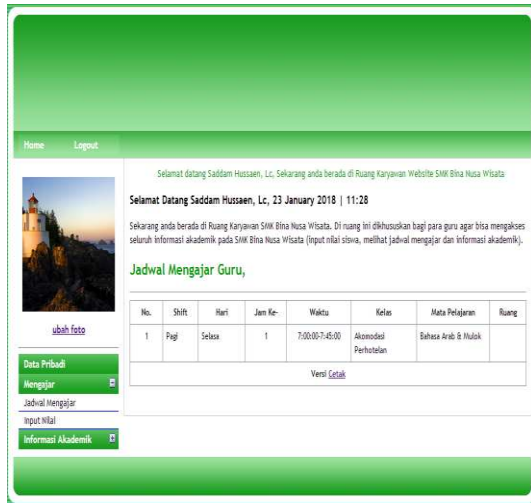 Home Logout
Selamat datang Saddam Hussaen, Lc, Sekarang anda berada di Ruang Karyawan Website SMK Bina Nusa Wisata
Selamat Datang Saddam Hussaen, Lc, 23 January 2018 | 11:28
Sekarang anda berada di Ruang Karyawan SMK Bina Nusa Wisata. Di ruang ini dikhususkan bagi para guru agar bisa mengakses
seluruh informasi akademik pada SMK Bina Nusa Wisata (input nilai siswa, melihat jadwal mengajar dan informasi akademik).
Jadwal Mengajar Guru,
No. Shift Hari Jam Ke- Waktu Kelas Mata Pelajaran Ruang
1 Pagi Selasa 1 7:00:00-7:45:00 Akomodasi Perhotelan Bahasa Arab & Mulok
Versi Cetak
ubah foto
Data Pribadi
Mengajar
Jadwal Mengajar
Input Nilai
Informasi Akademik